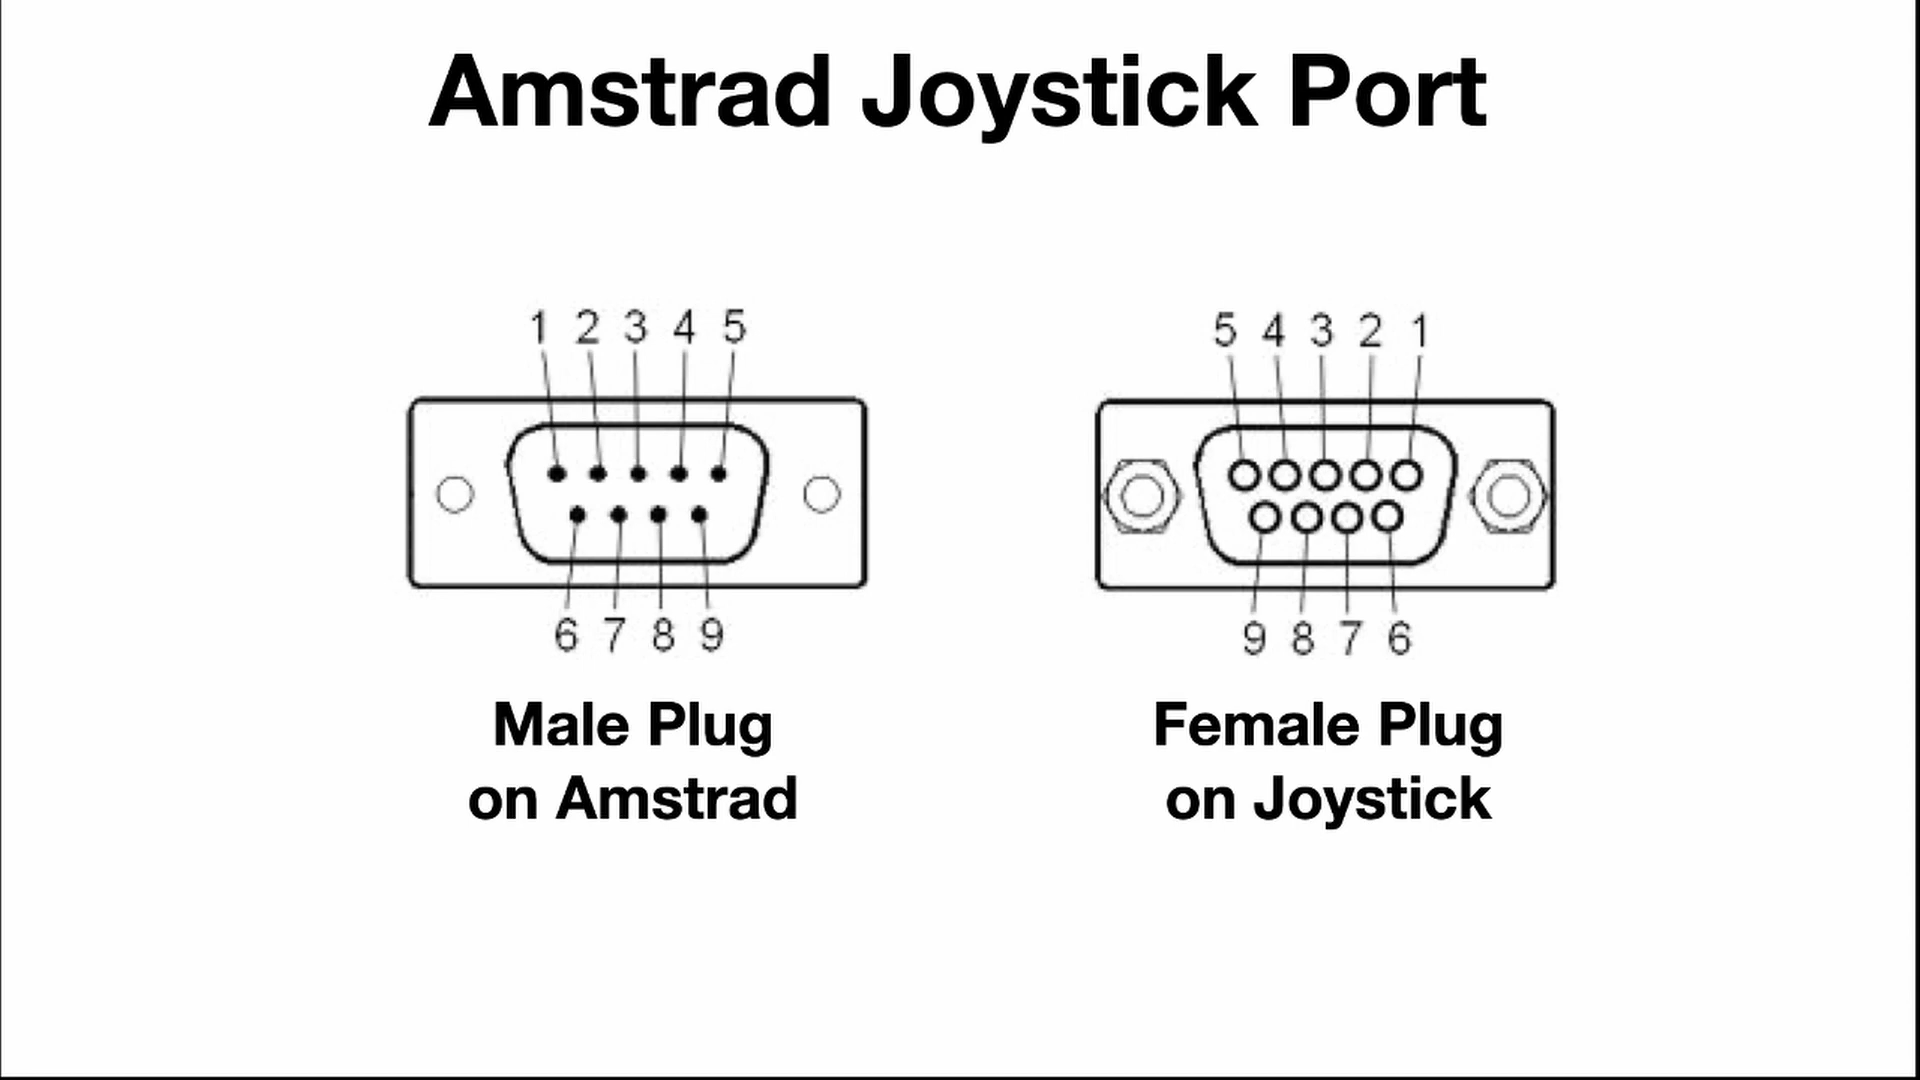 Amstrad Joystick Port
1 2 3 4 5
6 7 8 9
Male Plug
on Amstrad
5 4 3 2 1
9 8 7 6
Female Plug
on Joystick